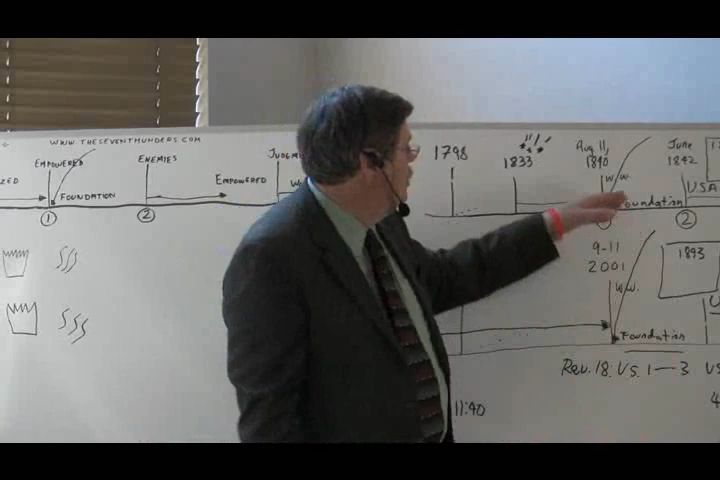 WWW.THESEVENTHUNDERS.COM
EMPOWERED
ENEMIES
ZED
FOUNDATION
EMPOWERED
1
2
1798
1833
Aug 11,
1840
June
1842
W.W.
USA
Foundation
2
9-11
2001
1893
W.W.
Foundation
Rev. 18. Vs. 1—3
11:40